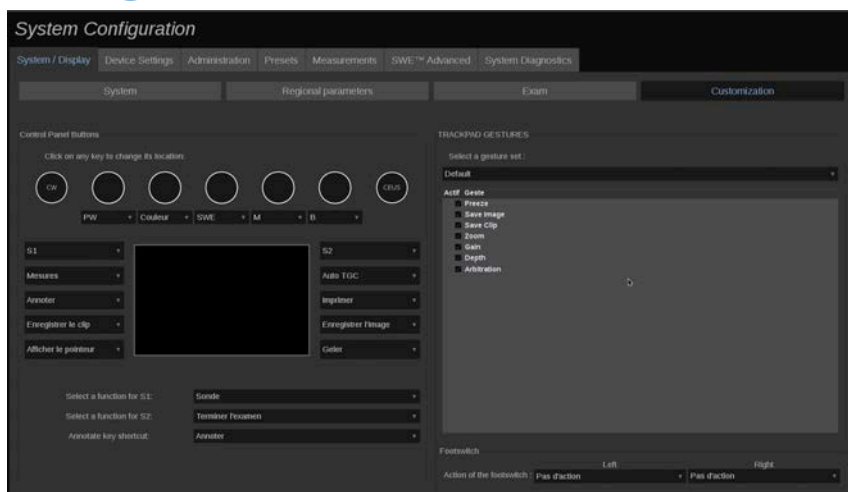 System Configuration
System / Display Device Settings Administration Presets Measurements SWE™ Advanced System Diagnostics
System Regional parameters Exam Customization
Control Panel Buttons
Click on any key to change its location:
CW CEUS
PW Couleur SWE M B
S1 S2
Mesures Auto TGC
Annoter Imprimer
Enregistrer le clip Enregistrer l'image
Afficher le pointeur Geler
Select a function for S1: Sonde
Select a function for S2: Terminer l'examen
Annotate key shortcut: Annoter
TRACKPAD GESTURES
Select a gesture set :
Default
Actif Geste
Freeze
Save Image
Save Clip
Zoom
Gain
Depth
Arbitration
Footswitch
Left Right
Action of the footswitch : Pas d'action Pas d'action